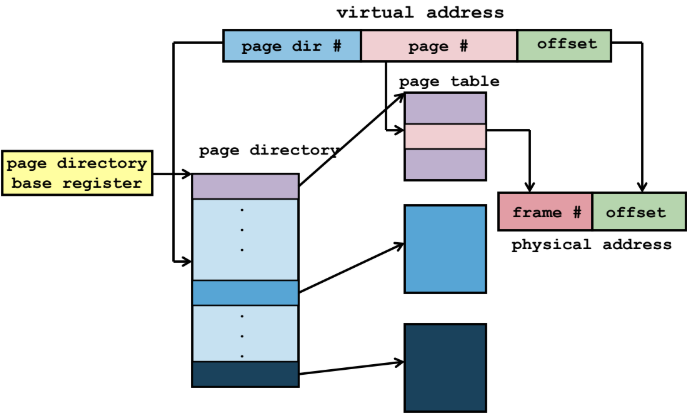 virtual address
page dir # page # offset
page table
page directory
page directory
base register
frame # offset
physical address